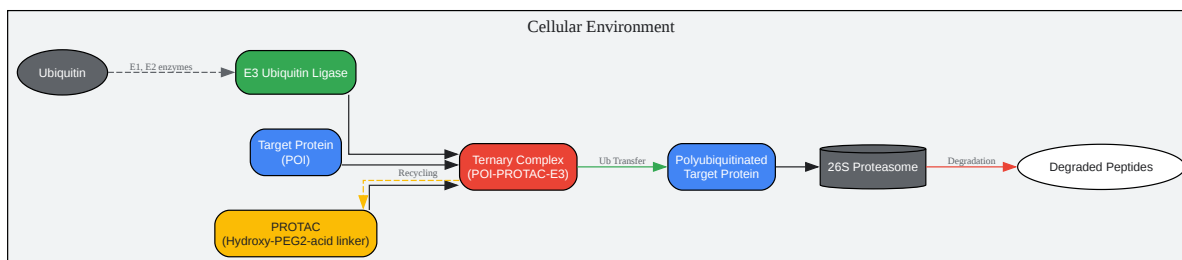 Cellular Environment
Ubiquitin
E1, E2 enzymes
E3 Ubiquitin Ligase
Target Protein
(POI)
Ternary Complex
(POI-PROTAC-E3)
Ub Transfer
Polyubiquitinated
Target Protein
26S Proteasome
Degradation
Degraded Peptides
Recycling
PROTAC
(Hydroxy-PEG2-acid linker)